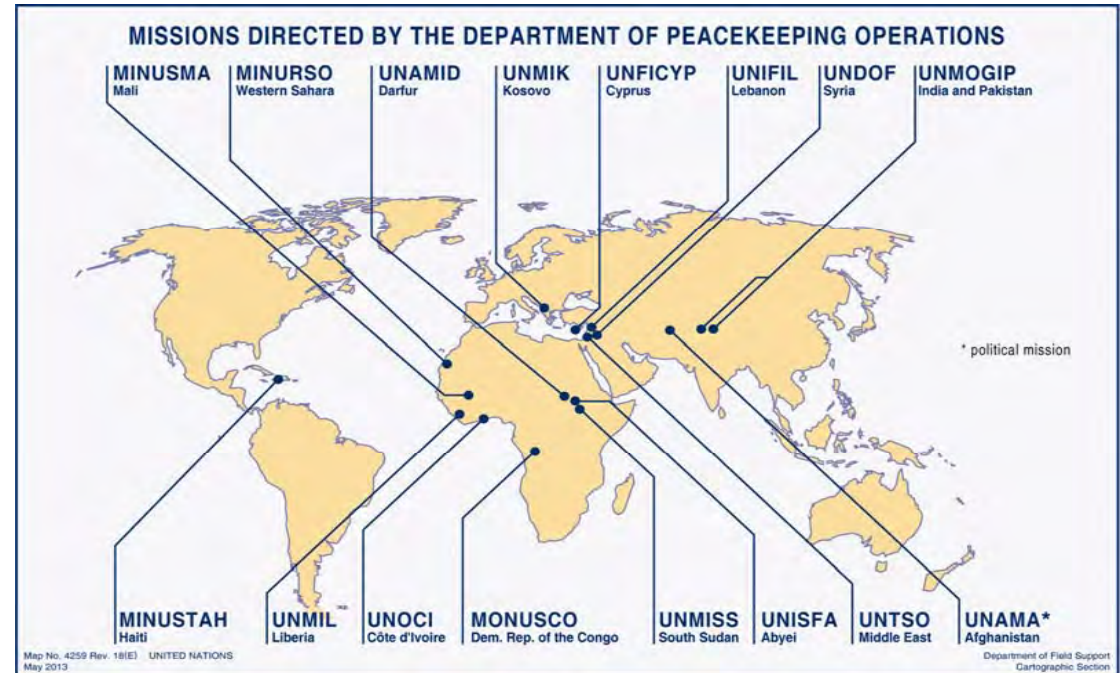 MISSIONS DIRECTED BY THE DEPARTMENT OF PEACEKEEPING OPERATIONS
MINUSMA
Mali
MINURSO
Western Sahara
UNAMID
Darfur
UNMIK
Kosovo
UNFICYP
Cyprus
UNIFIL
Lebanon
UNDOF
Syria
UNMOGIP
India and Pakistan
* political mission
MINUSTAH
Haiti
UNMIL
Liberia
UNOCI
Côte d'Ivoire
MONUSCO
Dem. Rep. of the Congo
UNMISS
South Sudan
UNISFA
Abyei
UNTSO
Middle East
UNAMA*
Afghanistan
Map No. 4259 Rev. 18(E) UNITED NATIONS
May 2013
Department of Field Support
Cartographic Section